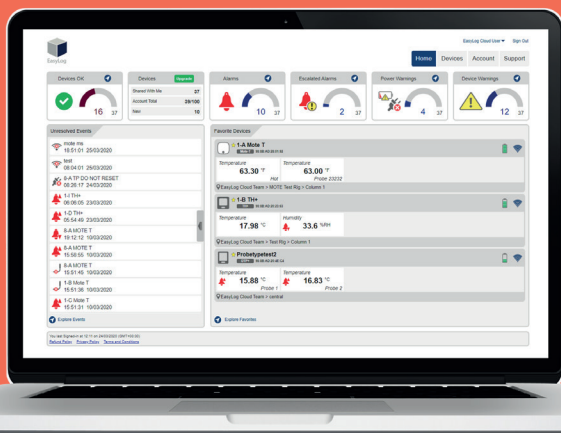 EasyLog Cloud User Sign Out
EasyLog
Home Devices Account Support
Devices OK
16 37
Devices Upgrade
Shared With Me 37
Account Total 26/100
New 10
Alarms
10 37
Escalated Alarms
2 37
Power Warnings
4 37
Device Warnings
12 37
Unresolved Events
mote ms
15:51:01 25/03/2020
test
08:04:01 25/03/2020
8-A TP DO NOT RESET
08:26:17 24/03/2020
1-I TH+
06:06:05 23/03/2020
1-D TH+
05:54:49 23/03/2020
8-A MOTE T
19:12:12 10/03/2020
8-A MOTE T
15:58:55 10/03/2020
8-A MOTE T
15:51:45 10/03/2020
1-B Mote T
15:51:36 10/03/2020
1-C Mote T
15:51:31 10/03/2020
Explore Events
Favorite Devices
1-A Mote T
Temperature Temperature
63.30 °F 63.00 °F
Hot Probe 23232
EasyLog Cloud Team > MOTE Test Rig > Column 1
1-B TH+
Temperature Humidity
17.98 °C 33.6 %RH
EasyLog Cloud Team > Test Rig > Column 1
Probetypetest2
Temperature Temperature
15.88 °C 16.83 °C
Probe 1 Probe 2
EasyLog Cloud Team > central
Explore Favorites
Refund Policy Privacy Policy Terms and Conditions